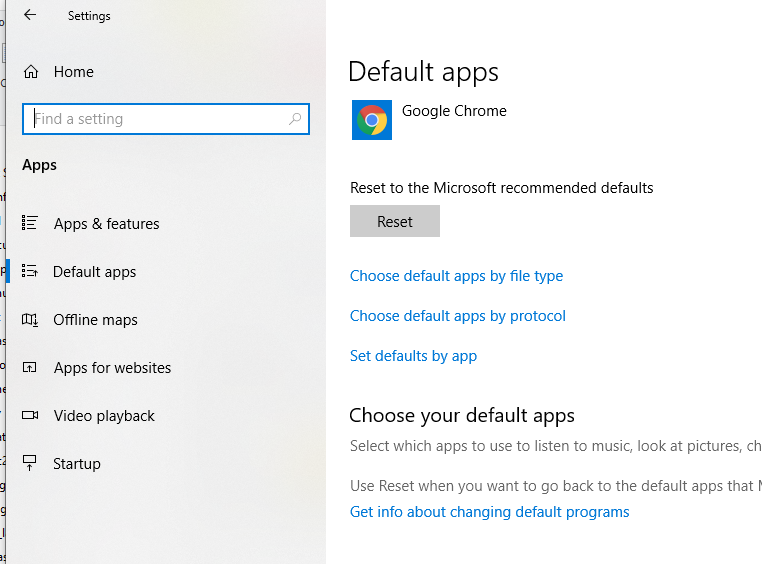 Settings
Home
Find a setting
Apps
Apps & features
Default apps
Offline maps
Apps for websites
Video playback
Startup
Default apps
Google Chrome
Reset to the Microsoft recommended defaults
Reset
Choose default apps by file type
Choose default apps by protocol
Set defaults by app
Choose your default apps
Select which apps to use to listen to music, look at pictures, ch
Use Reset when you want to go back to the default apps that M
Get info about changing default programs